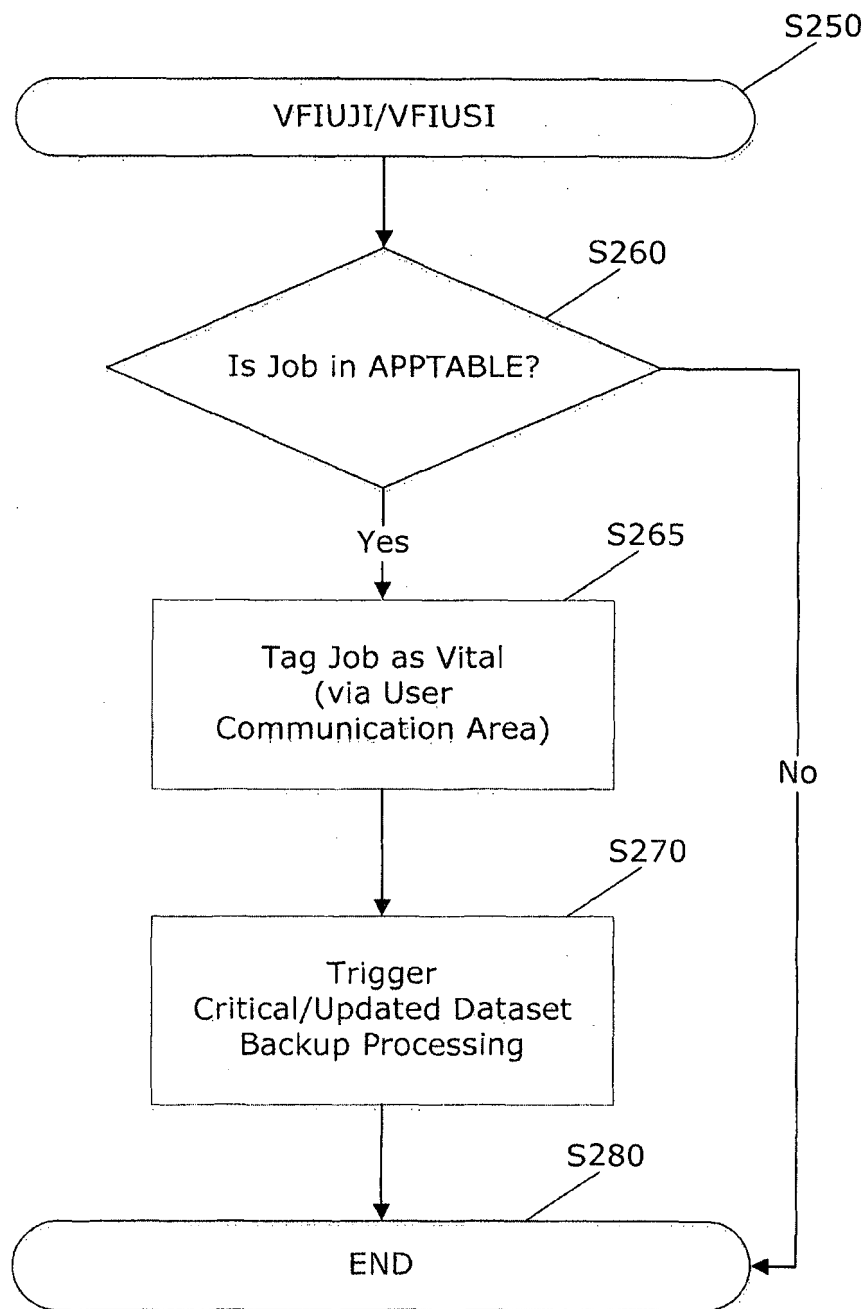 S250
VFIUJI/VFIUSI
S260
Is Job in APPTABLE?
Yes
S265
Tag Job as Vital
(via User
Communication Area)
No
S270
Trigger
Critical/Updated Dataset
Backup Processing
S280
END